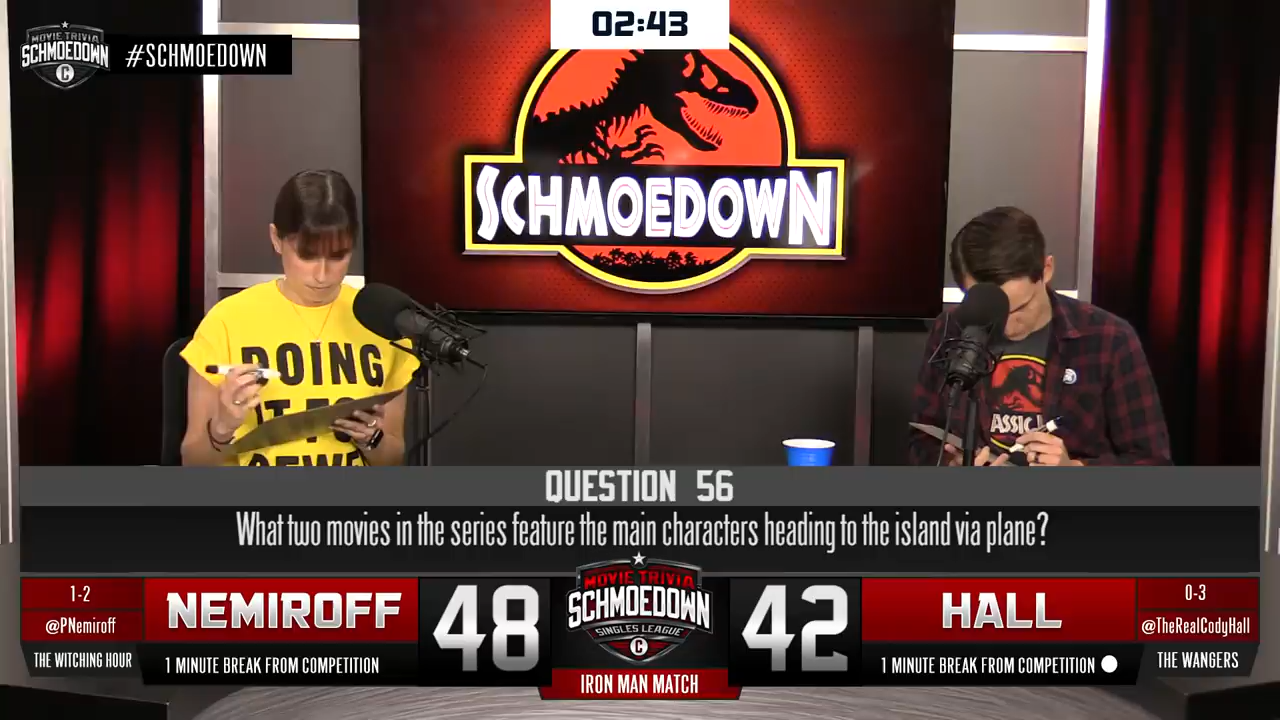 02:43
MOVIE TRIVIA
SCHMOEDOWN
C
#SCHMOEDOWN
SCHMOEDOWN
DOING
IT FO
ASSIC
QUESTION 56
What two movies in the series feature the main characters heading to the island via plane?
1-2
@PNemiroff
THE WITCHING HOUR
NEMIROFF
1 MINUTE BREAK FROM COMPETITION
48
MOVIE TRIVIA
SCHMOEDOWN
SINGLES LEAGUE
C
IRON MAN MATCH
42
HALL
1 MINUTE BREAK FROM COMPETITION
0-3
@TheRealCodyHall
THE WANGERS